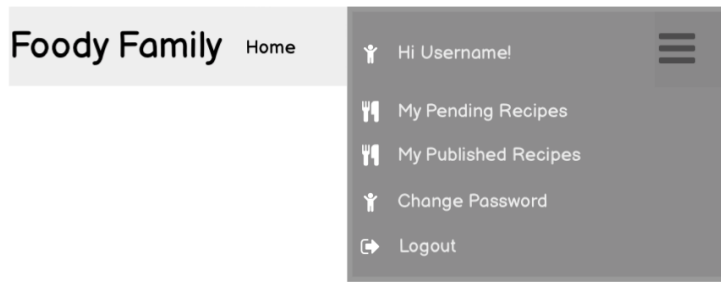 Foody Family Home
Hi Username!
My Pending Recipes
My Published Recipes
Change Password
Logout